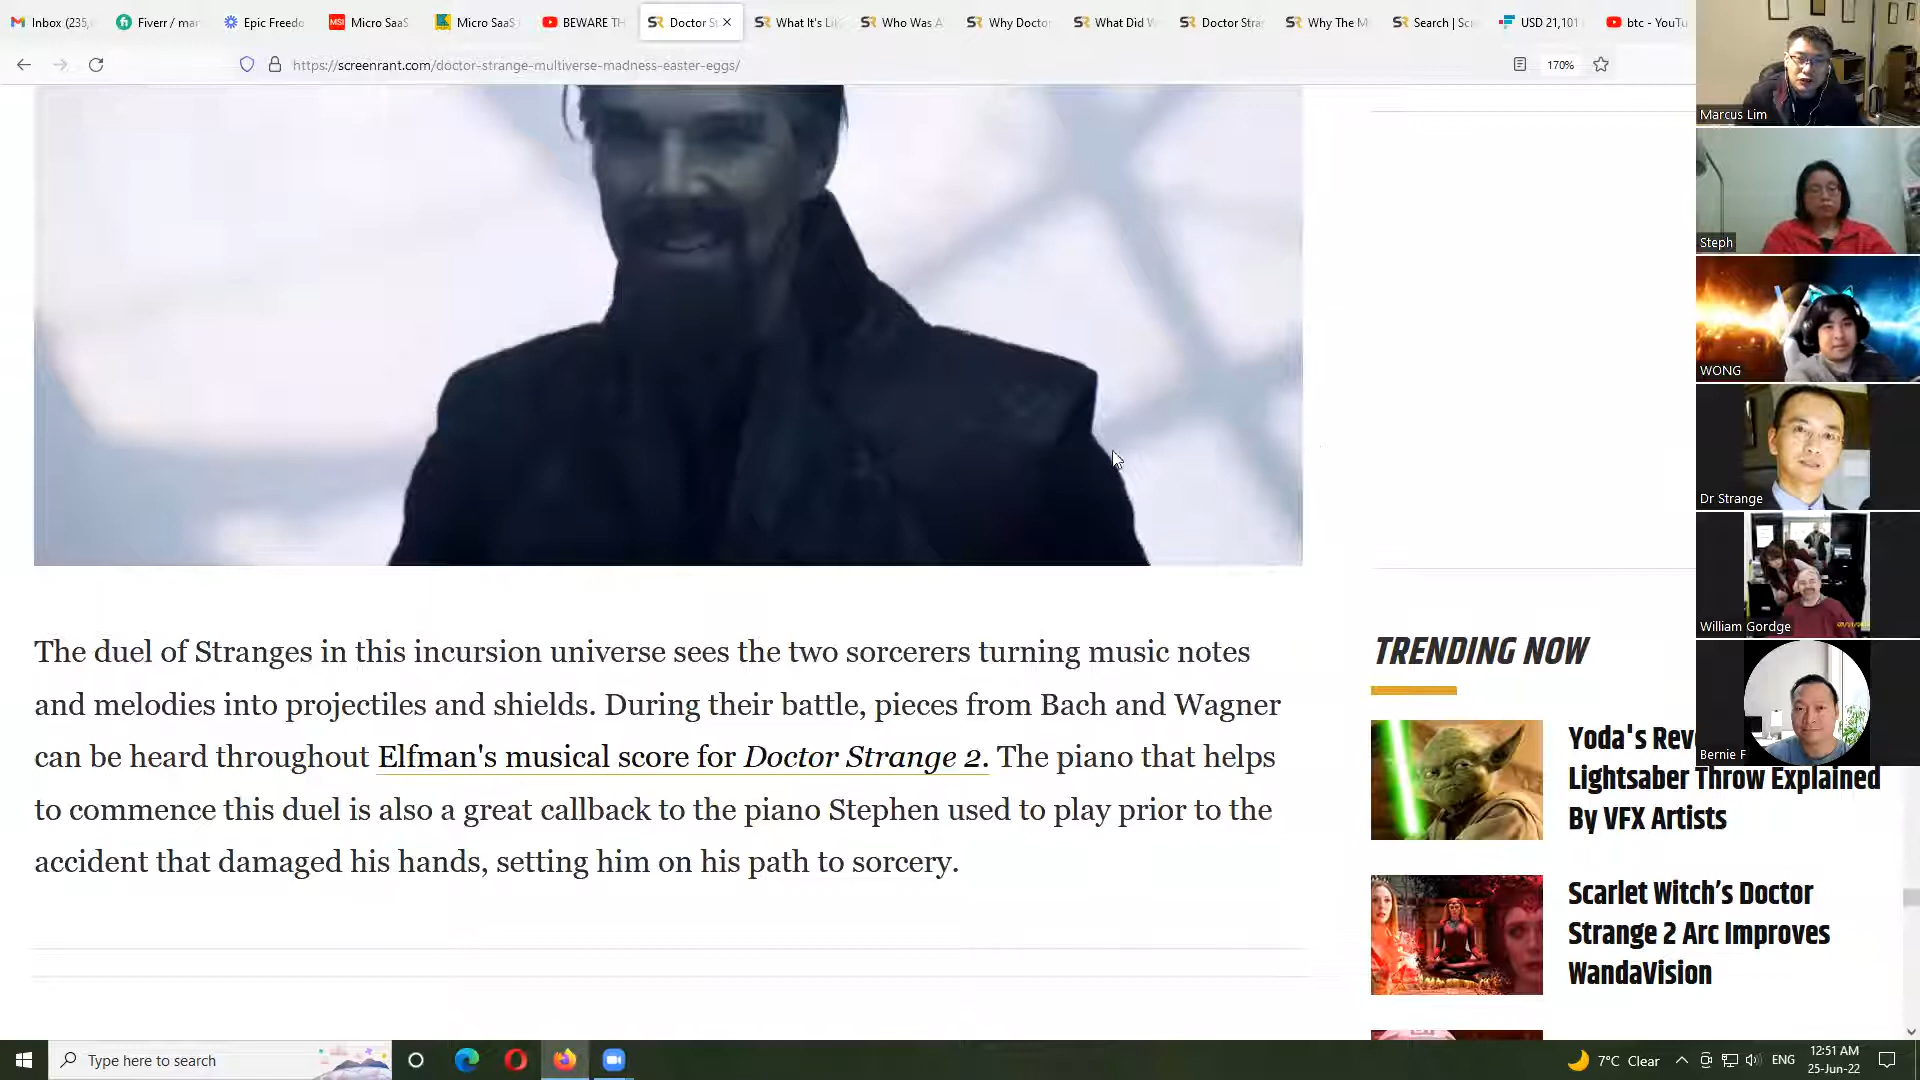 Inbox (235,
Fiverr / mar
Epic Freedo
Micro SaaS
Micro SaaS
BEWARE TH
Doctor St
What It's Li
Who Was A
Why Doctor
What Did W
Doctor Stra
Why The M
Search | Scr
USD 21,101
btc - YouTu
https://screenrant.com/doctor-strange-multiverse-madness-easter-eggs/
170%
Marcus Lim
Steph
WONG
Dr Strange
William Gordge
Bernie F
The duel of Stranges in this incursion universe sees the two sorcerers turning music notes
and melodies into projectiles and shields. During their battle, pieces from Bach and Wagner
can be heard throughout Elfman's musical score for Doctor Strange 2. The piano that helps
to commence this duel is also a great callback to the piano Stephen used to play prior to the
accident that damaged his hands, setting him on his path to sorcery.
TRENDING NOW
Yoda's Rev
Lightsaber Throw Explained
By VFX Artists
Scarlet Witch's Doctor
Strange 2 Arc Improves
WandaVision
Type here to search
7°C Clear
ENG
12:51 AM
25-Jun-22